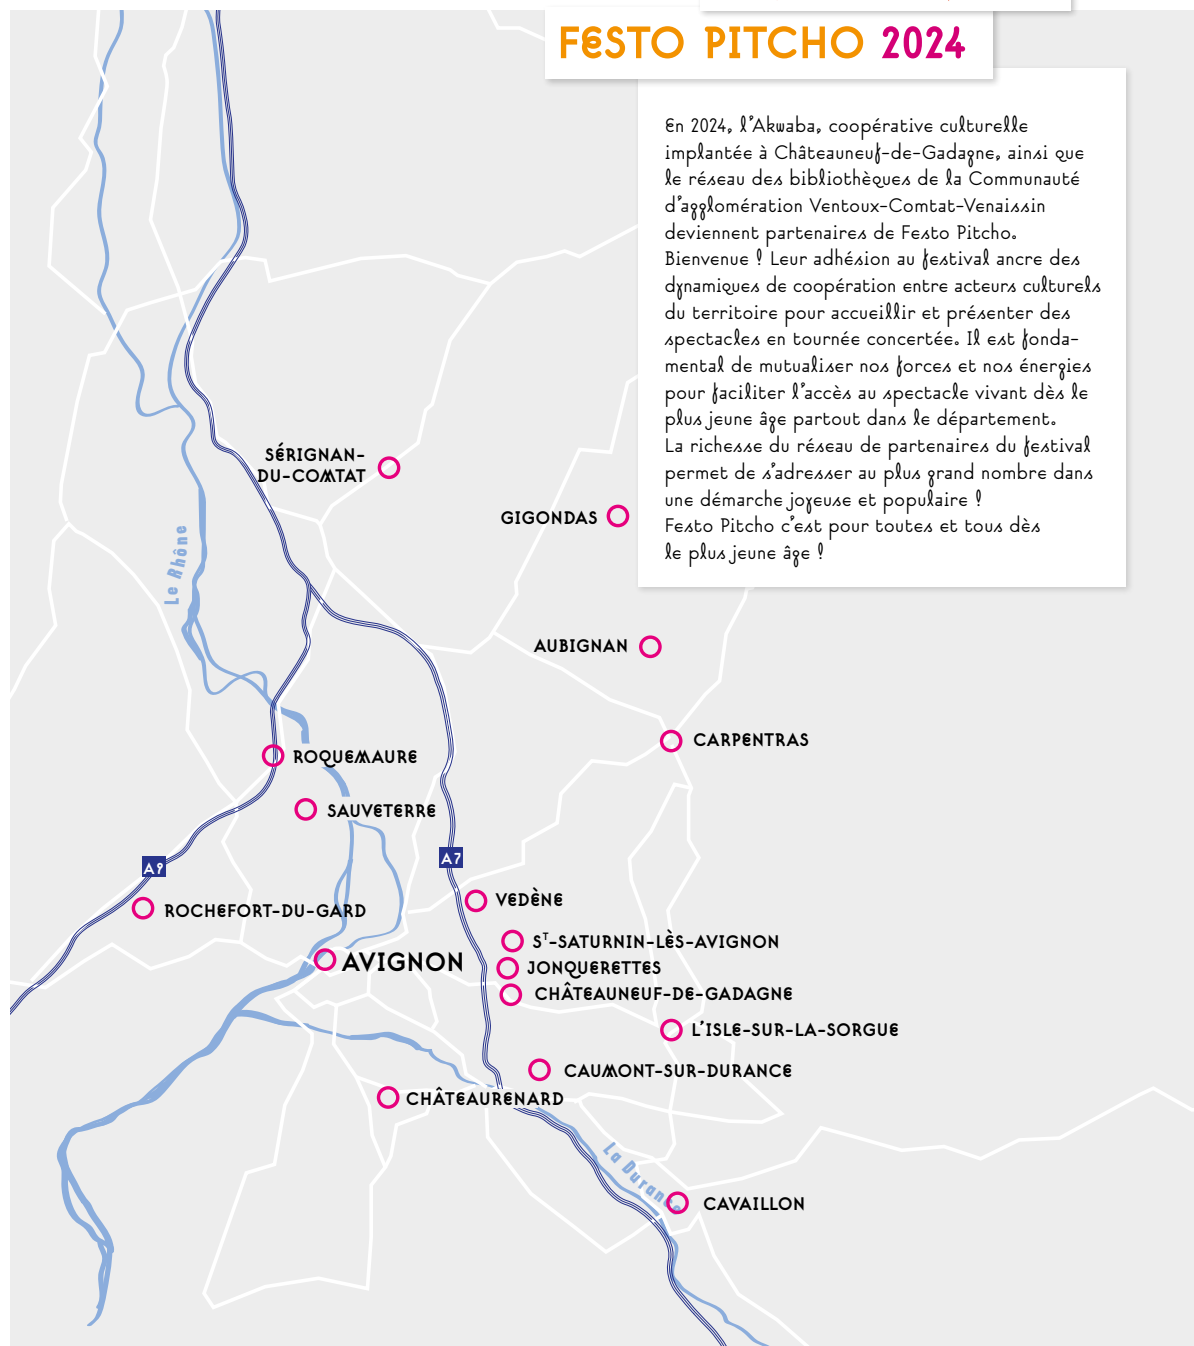 FESTO PITCHO 2024
En 2024, l'Akwaba, coopérative culturelle
implantée à Châteauneuf-de-Gadagne, ainsi que
le réseau des bibliothèques de la Communauté
d'agglomération Ventoux-Comtat-Venaissin
deviennent partenaires de Festo Pitcho.
Bienvenue ! Leur adhésion au festival ancre des
dynamiques de coopération entre acteurs culturels
du territoire pour accueillir et présenter des
spectacles en tournée concertée. Il est fonda-
mental de mutualiser nos forces et nos énergies
pour faciliter l'accès au spectacle vivant dès le
plus jeune âge partout dans le département.
La richesse du réseau de partenaires du festival
permet de s'adresser au plus grand nombre dans
une démarche joyeuse et populaire !
Festo Pitcho c'est pour toutes et tous dès
le plus jeune âge !
SÉRIGNAN-
DU-COMTAT
GIGONDAS
Le Rhône
AUBIGNAN
CARPENTRAS
ROQUEMAURE
SAUVETERRE
A7
A9
VEDÈNE
ROCHEFORT-DU-GARD
ST-SATURNIN-LÈS-AVIGNON
AVIGNON
JONQUERETTES
CHÂTEAUNEUF-DE-GADAGNE
L'ISLE-SUR-LA-SORGUE
CAUMONT-SUR-DURANCE
CHÂTEAURENARD
La Durance
CAVAILLON